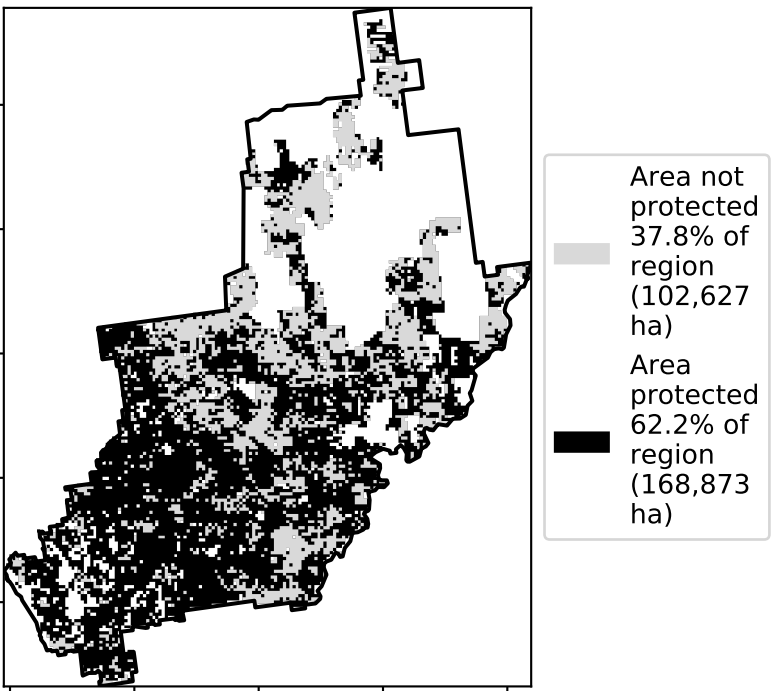 Area not
protected
37.8% of
region
(102,627
ha)
Area
protected
62.2% of
region
(168,873
ha)